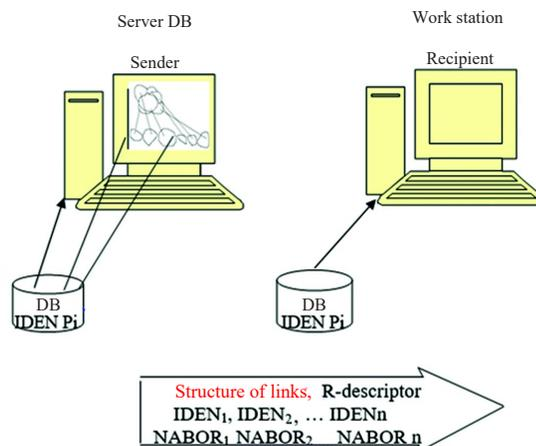 Server DB
Work station
Sender
Recipient
DB
IDEN Pi
DB
IDEN Pi
Structure of links, R-descriptor
IDEN₁, IDEN₂, ... IDENn
NABOR₁ NABOR₂ NABOR n